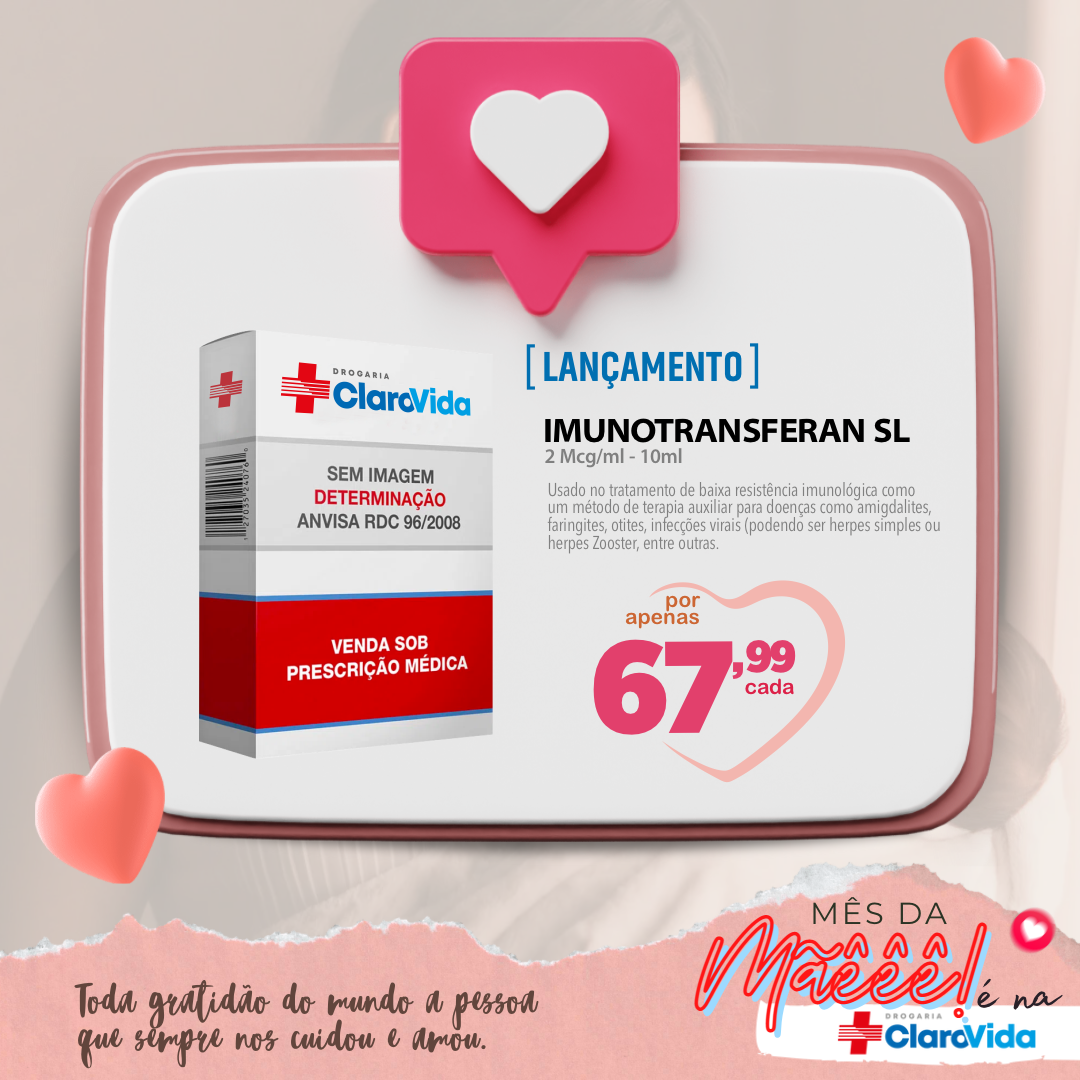 DROGARIA
ClaroVida
SEM IMAGEM
DETERMINAÇÃO
ANVISA RDC 96/2008
VENDA SOB
PRESCRIÇÃO MÉDICA
[LANÇAMENTO]
IMUNOTRANSFERAN SL
2 Mcg/ml - 10ml
Usado no tratamento de baixa resistência imunológica como
um método de terapia auxiliar para doenças como amigdalites,
faringites, otites, infecções virais (podendo ser herpes simples ou
herpes Zooster, entre outras.
por
apenas
67,99
cada
Toda gratidão do mundo a pessoa
que sempre nos cuidou e amou.
MÊS DA
Mãêêê!
é na
DROGARIA
ClaroVida